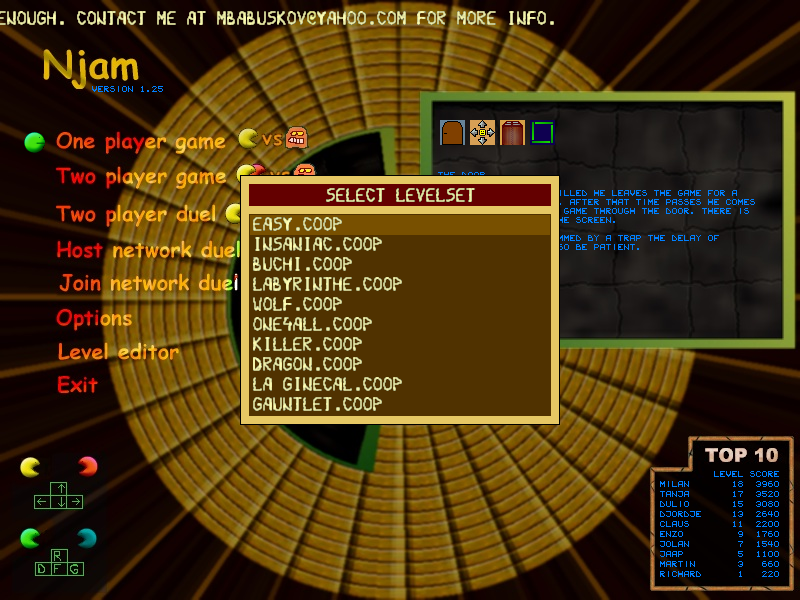 ENOUGH. CONTACT ME AT MBABUSKOV@YAHOO.COM FOR MORE INFO.
Njam
VERSION 1.25
One player game VS
Two player game VS
Two player duel
Host network duel
Join network duel
Options
Level editor
Exit
THE DOOR
ILLED HE LEAVES THE GAME FOR A
. AFTER THAT TIME PASSES HE COMES
GAME THROUGH THE DOOR. THERE IS
HE SCREEN.
MMED BY A TRAP THE DELAY OF
SO BE PATIENT.
SELECT LEVELSET
EASY.COOP
INSANIAC.COOP
BUCHI.COOP
LABYRINTHE.COOP
WOLF.COOP
ONE4ALL.COOP
KILLER.COOP
DRAGON.COOP
LA GINECAL.COOP
GAUNTLET.COOP
R
D F G
TOP 10
LEVEL SCORE
MILAN 18 9960
TANJA 17 9520
DULIO 15 9080
DJORDJE 19 2640
CLAUS 11 2200
ENZO 9 1760
JOLAN 7 1540
JAAP 5 1100
MARTIN 3 660
RICHARD 1 220